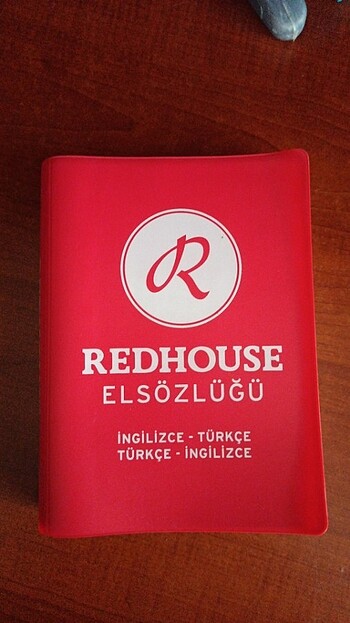 R
REDHOUSE
ELSÖZLÜĞÜ
İNGİLİZCE - TÜRKÇE
TÜRKÇE - İNGİLİZCE